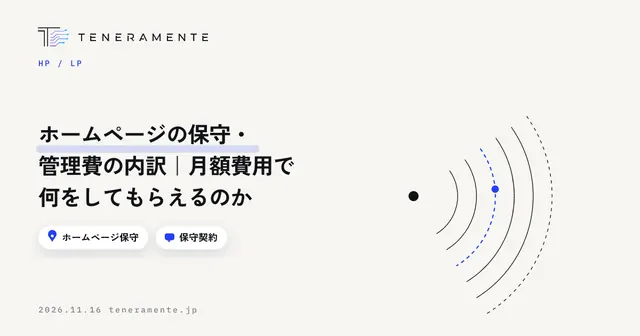 TENERAMENTE
HP / LP
ホームページの保守・
管理費の内訳｜月額費用で
何をしてもらえるのか
ホームページ保守
保守契約
2026.11.16 teneramente.jp